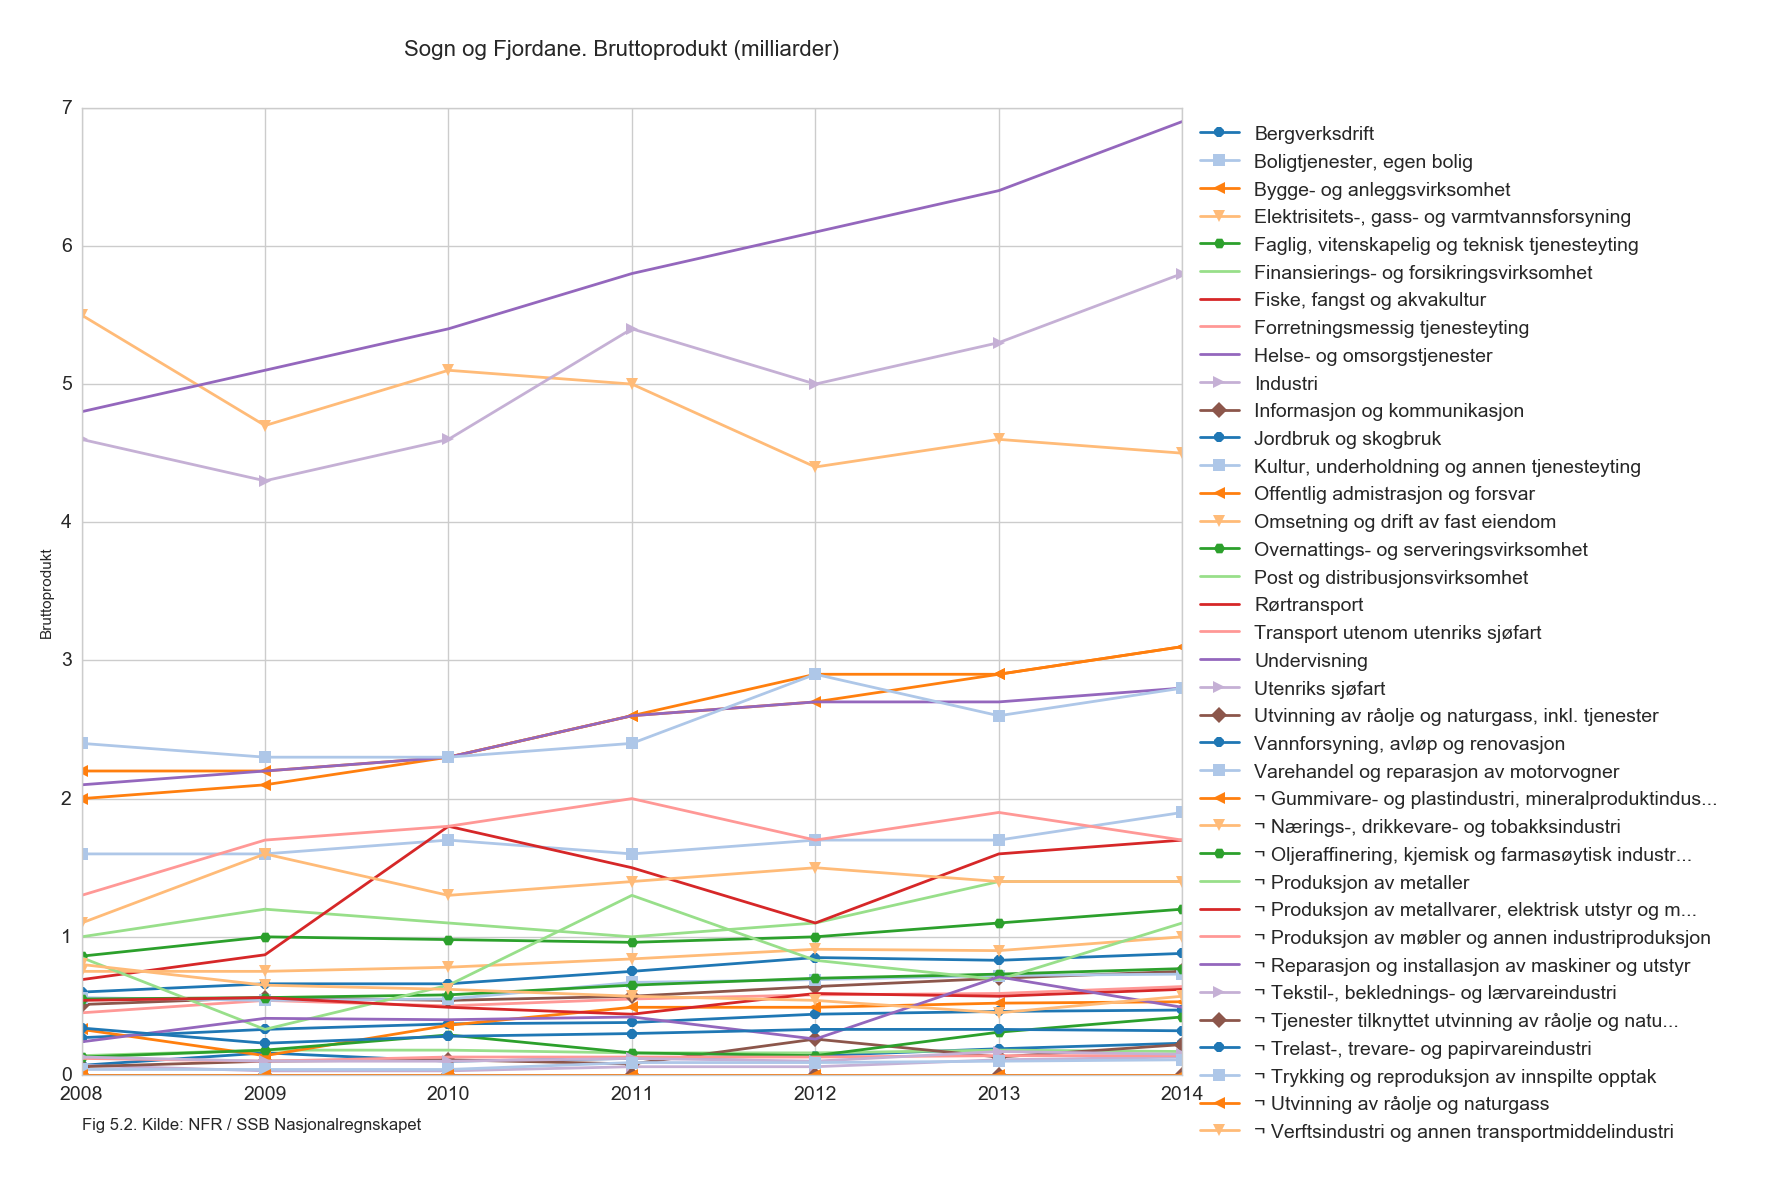 Sogn og Fjordane. Bruttoprodukt (milliarder)
7
6
5
4
3
2
1
0
Bruttoprodukt
2008 2009 2010 2011 2012 2013 2014
Fig 5.2. Kilde: NFR / SSB Nasjonalregnskapet
Bergverksdrift
Boligtjenester, egen bolig
Bygge- og anleggsvirksomhet
Elektrisitets-, gass- og varmtvannsforsyning
Faglig, vitenskapelig og teknisk tjenesteyting
Finansierings- og forsikringsvirksomhet
Fiske, fangst og akvakultur
Forretningsmessig tjenesteyting
Helse- og omsorgstjenester
Industri
Informasjon og kommunikasjon
Jordbruk og skogbruk
Kultur, underholdning og annen tjenesteyting
Offentlig admistrasjon og forsvar
Omsetning og drift av fast eiendom
Overnattings- og serveringsvirksomhet
Post og distribusjonsvirksomhet
Rørtransport
Transport utenom utenriks sjøfart
Undervisning
Utenriks sjøfart
Utvinning av råolje og naturgass, inkl. tjenester
Vannforsyning, avløp og renovasjon
Varehandel og reparasjon av motorvogner
¬ Gummivare- og plastindustri, mineralproduktindus...
¬ Nærings-, drikkevare- og tobakksindustri
¬ Oljeraffinering, kjemisk og farmasøytisk industr...
¬ Produksjon av metaller
¬ Produksjon av metallvarer, elektrisk utstyr og m...
¬ Produksjon av møbler og annen industriproduksjon
¬ Reparasjon og installasjon av maskiner og utstyr
¬ Tekstil-, beklednings- og lærvareindustri
¬ Tjenester tilknyttet utvinning av råolje og natu...
¬ Trelast-, trevare- og papirvareindustri
¬ Trykking og reproduksjon av innspilte opptak
¬ Utvinning av råolje og naturgass
¬ Verftsindustri og annen transportmiddelindustri